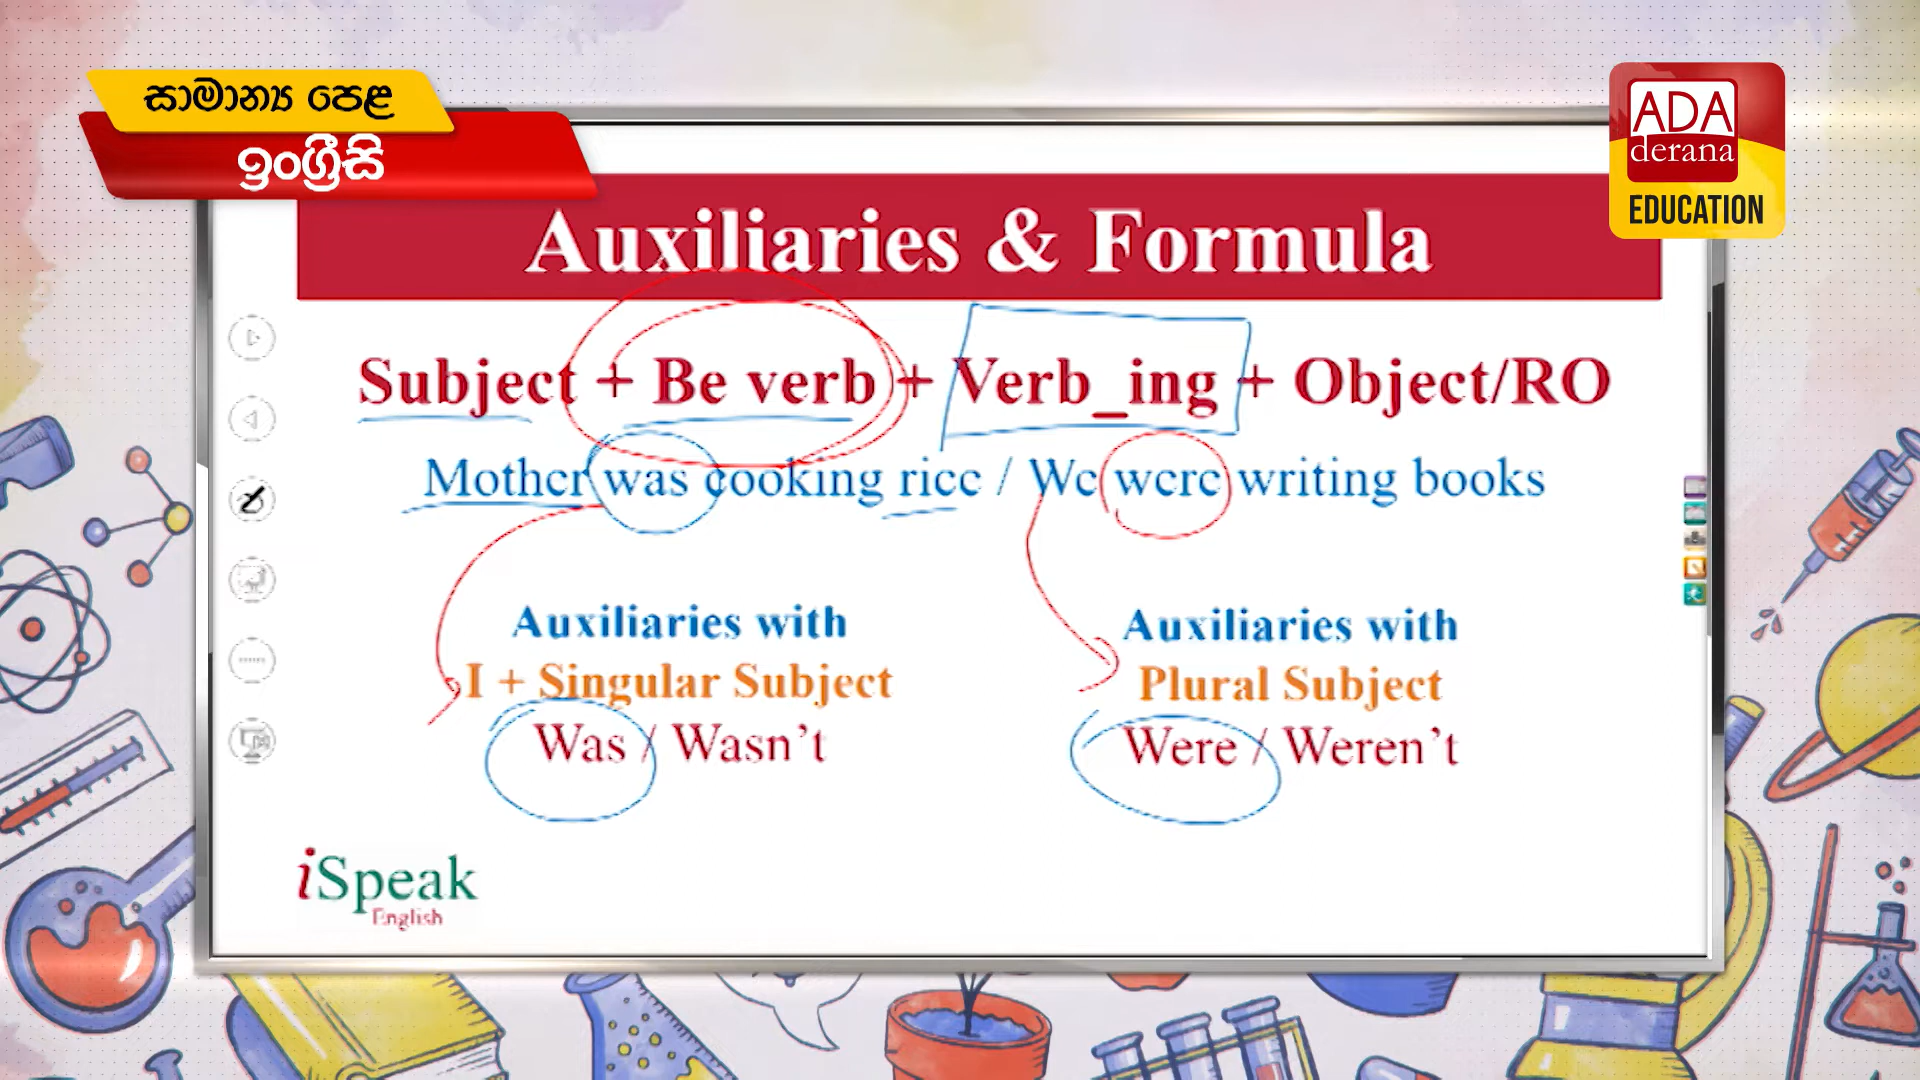 සාමාන්‍ය පෙළ
ඉංග්‍රීසි
ADA
derana
EDUCATION
Auxiliaries & Formula
Subject + Be verb + Verb_ing + Object/RO
Mother was cooking rice / We were writing books
Auxiliaries with
I + Singular Subject
Was / Wasn't
Auxiliaries with
Plural Subject
Were / Weren't
iSpeak
English